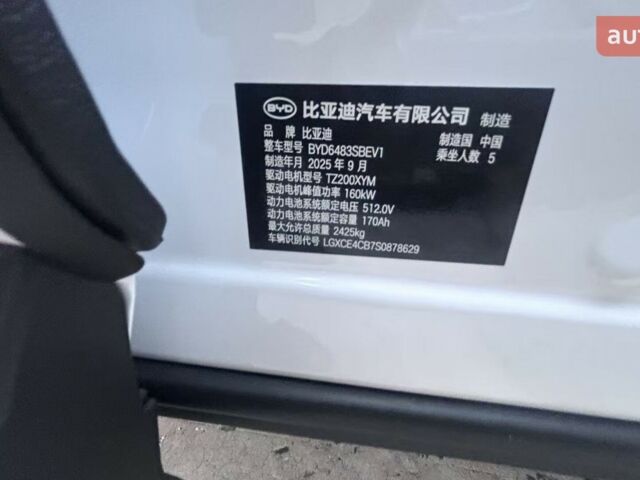 au
BYD 比亚迪汽车有限公司 制造
品 牌 比亚迪 制造国 中国
整车型号 BYD6483SBEV1 乘坐人数 5
制造年月 2025 年 9 月
驱动电机型号 TZ200XYM
驱动电机峰值功率 160kW
动力电池系统额定电压 512.0V
动力电池系统额定容量 170Ah
最大允许总质量 2425kg
车辆识别代号 LGXCE4CB7S0878629